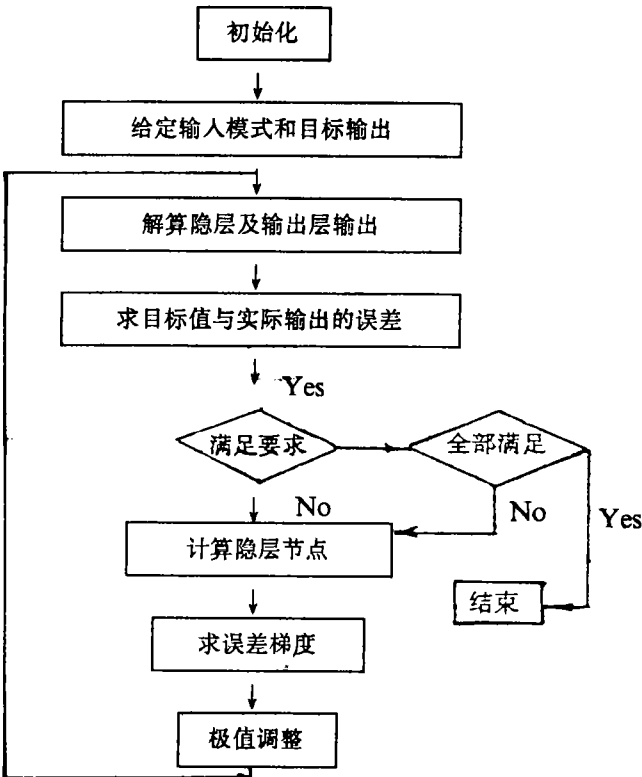 初始化
给定输人模式和目标输出
解算隐层及输出层输出
求目标值与实际输出的误差
Yes
满足要求
全部满足
No
No
Yes
计算隐层节点
结束
求误差梯度
极值调整